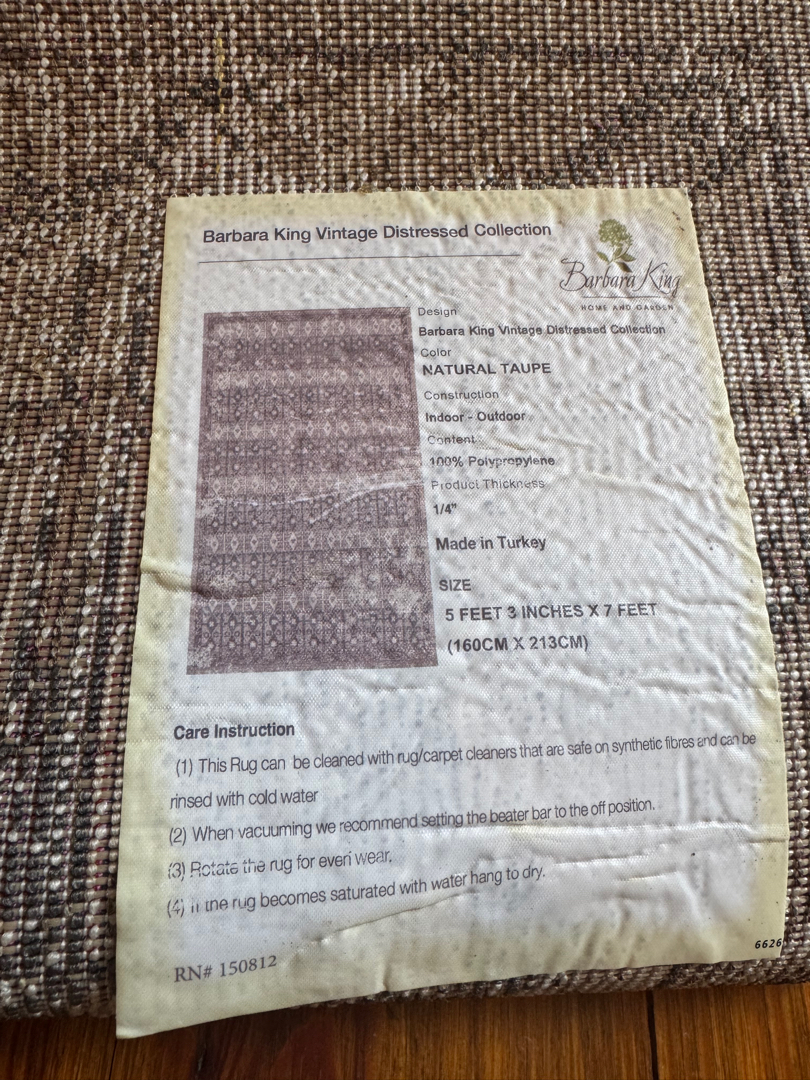 Barbara King Vintage Distressed Collection
Barbara King
HOME AND GARDEN
Design
Barbara King Vintage Distressed Collection
Color
NATURAL TAUPE
Construction
Indoor - Outdoor
Content
100% Polypropylene
Product Thickness
1/4"
Made in Turkey
SIZE
5 FEET 3 INCHES X 7 FEET
(160CM X 213CM)
Care Instruction
(1) This Rug can be cleaned with rug/carpet cleaners that are safe on synthetic fibres and can be
rinsed with cold water
(2) When vacuuming we recommend setting the beater bar to the off position.
(3) Rotate the rug for everi wear.
(4) If the rug becomes saturated with water hang to dry.
RN# 150812
6626